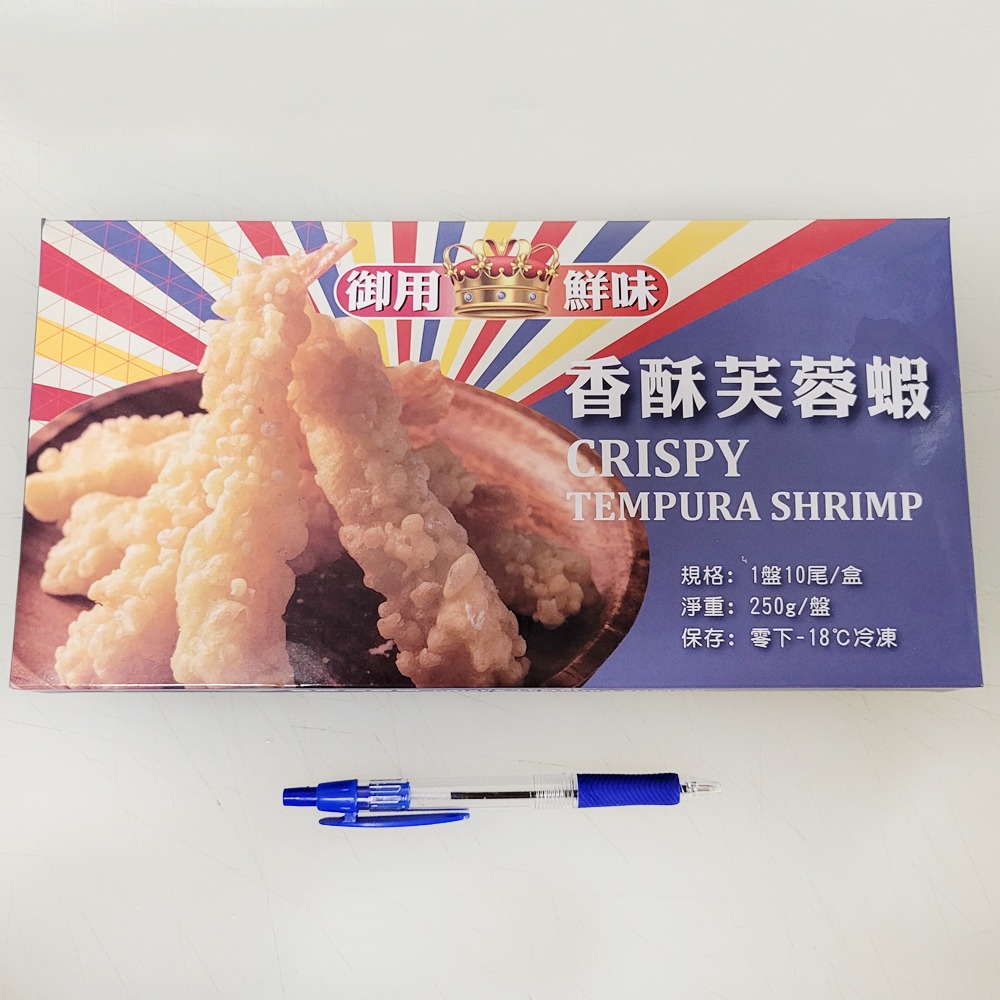 御用 鮮味
香酥芙蓉蝦
CRISPY
TEMPURA SHRIMP
規格: 1盤10尾/盒
淨重: 250g/盤
保存: 零下-18℃冷凍